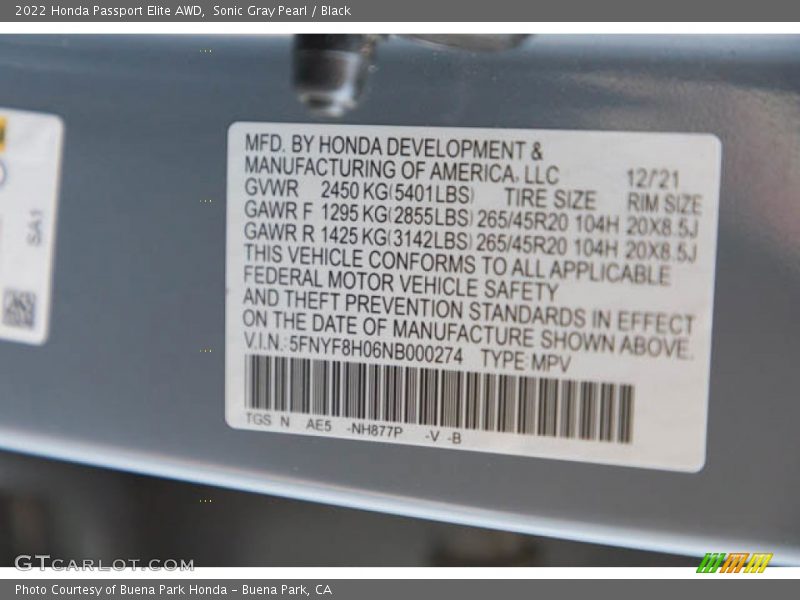 2022 Honda Passport Elite AWD, Sonic Gray Pearl / Black
SA1
MFD. BY HONDA DEVELOPMENT &
MANUFACTURING OF AMERICA, LLC 12/21
GVWR 2450 KG(5401LBS) TIRE SIZE RIM SIZE
GAWR F 1295 KG(2855LBS) 265/45R20 104H 20X8.5J
GAWR R 1425 KG(3142LBS) 265/45R20 104H 20X8.5J
THIS VEHICLE CONFORMS TO ALL APPLICABLE
FEDERAL MOTOR VEHICLE SAFETY
AND THEFT PREVENTION STANDARDS IN EFFECT
ON THE DATE OF MANUFACTURE SHOWN ABOVE.
V.I.N.: 5FNYF8H06NB000274 TYPE: MPV
TGS N AE5 -NH877P -V -B
GTCARLOT.COM
Photo Courtesy of Buena Park Honda - Buena Park, CA